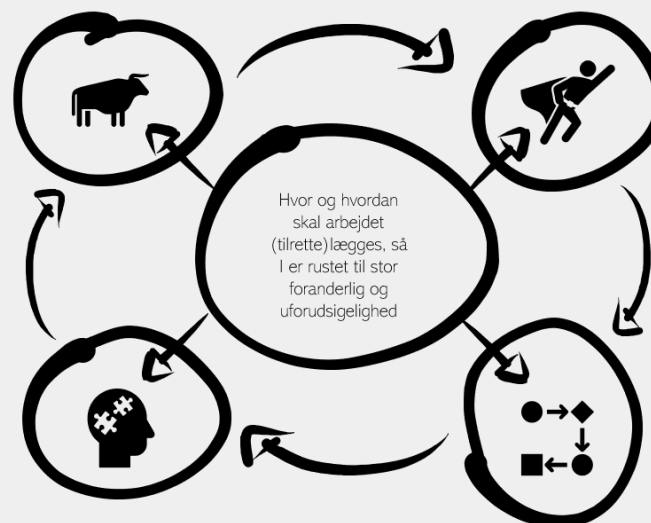 Hvor og hvordan
skal arbejdet
(tilrette)lægges, så
I er rustet til stor
foranderlig og
uforudsigelighed